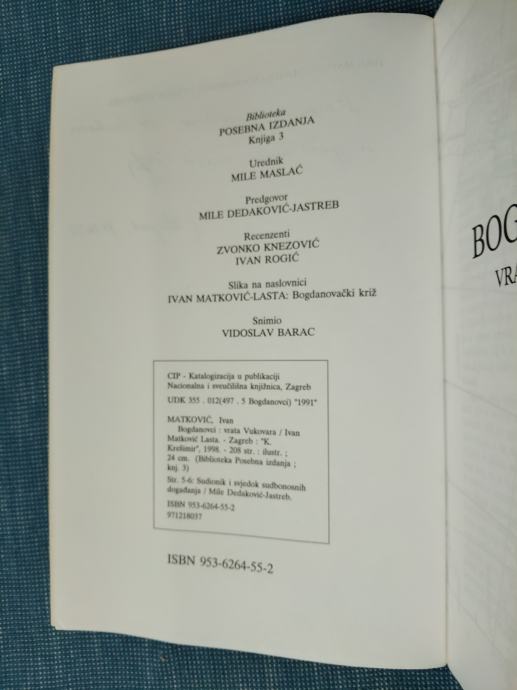 Biblioteka
POSEBNA IZDANJA
Knjiga 3
Urednik
MILE MASLAĆ
Predgovor
MILE DEDAKOVIĆ-JASTREB
Recenzenti
ZVONKO KNEZOVIĆ
IVAN ROGIĆ
Slika na naslovnici
IVAN MATKOVIĆ-LASTA: Bogdanovački križ
Snimio
VIDOSLAV BARAC
CIP - Katalogizacija u publikaciji
Nacionalna i sveučilišna knjižnica, Zagreb
UDK 355 . 012(497 . 5 Bogdanovci) "1991"
MATKOVIĆ, Ivan
Bogdanovci : vrata Vukovara / Ivan
Matković Lasta. - Zagreb : "K.
Krešimir", 1998. - 208 str. : ilustr. ;
24 cm. (Biblioteka Posebna izdanja ;
knj. 3)
Str. 5-6: Sudionik i svjedok sudbonosnih
događanja / Mile Dedaković-Jastreb.
ISBN 953-6264-55-2
971218037
ISBN 953-6264-55-2
BOG
VRA